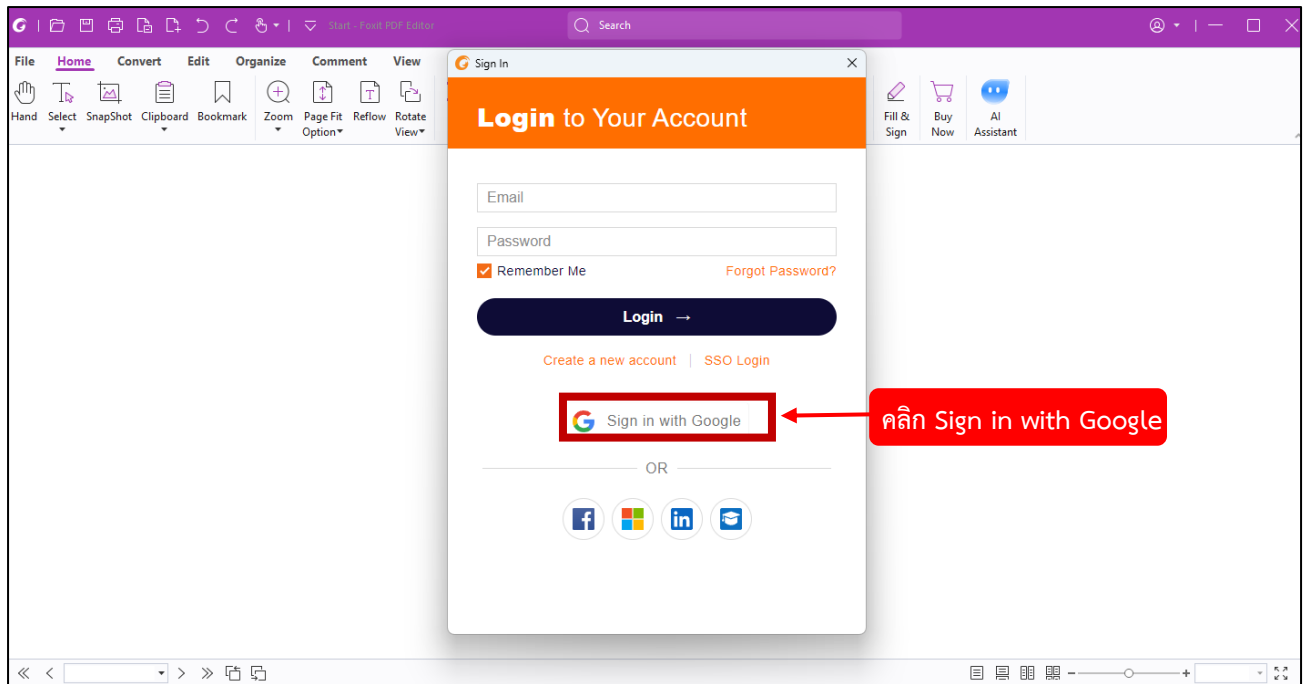 Start - Foxit PDF Editor
Search
File Home Convert Edit Organize Comment View
Hand Select SnapShot Clipboard Bookmark Zoom Page Fit Option Reflow Rotate View
Fill & Sign Buy Now AI Assistant
Sign In
Login to Your Account
Email
Password
Remember Me Forgot Password?
Login →
Create a new account | SSO Login
Sign in with Google
คลิก Sign in with Google
OR